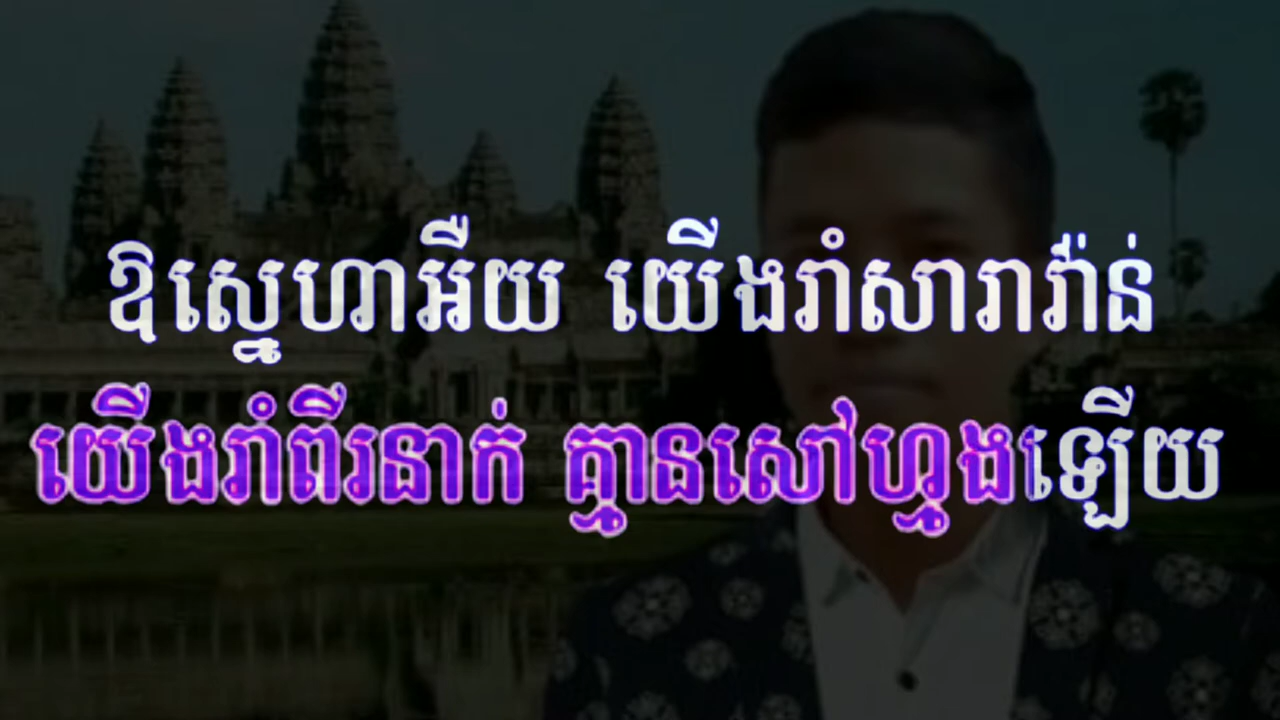 ឱស្នេហាអឺយ យើងរាំសារាវ៉ាន់
យើងរាំពីរនាក់ គ្មានសៅហ្មងឡើយ